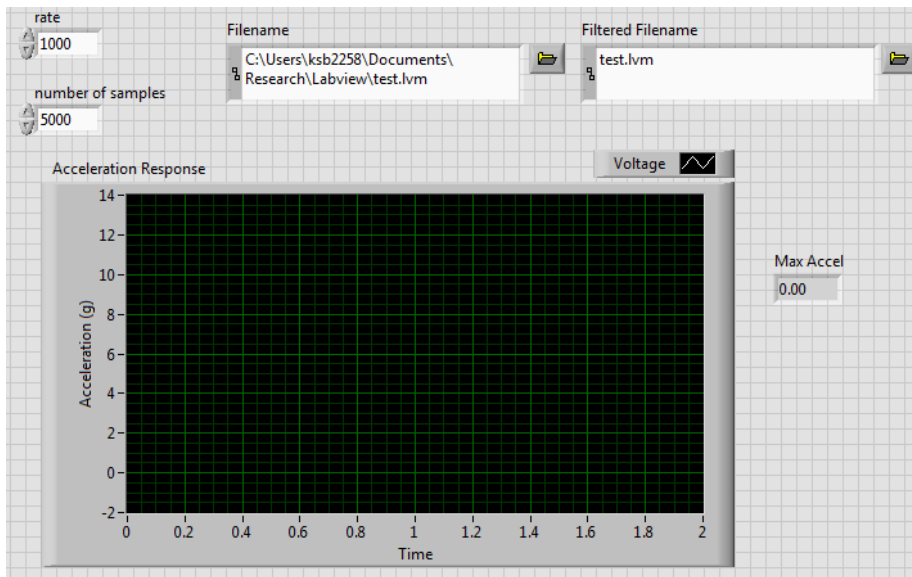 rate
1000
Filename
C:\Users\ksb2258\Documents\
Research\Labview\test.lvm
Filtered Filename
test.lvm
number of samples
5000
Acceleration Response
Voltage
14
12
10
8
6
4
2
0
-2
Acceleration (g)
0
0.2
0.4
0.6
0.8
1
1.2
1.4
1.6
1.8
2
Time
Max Accel
0.00